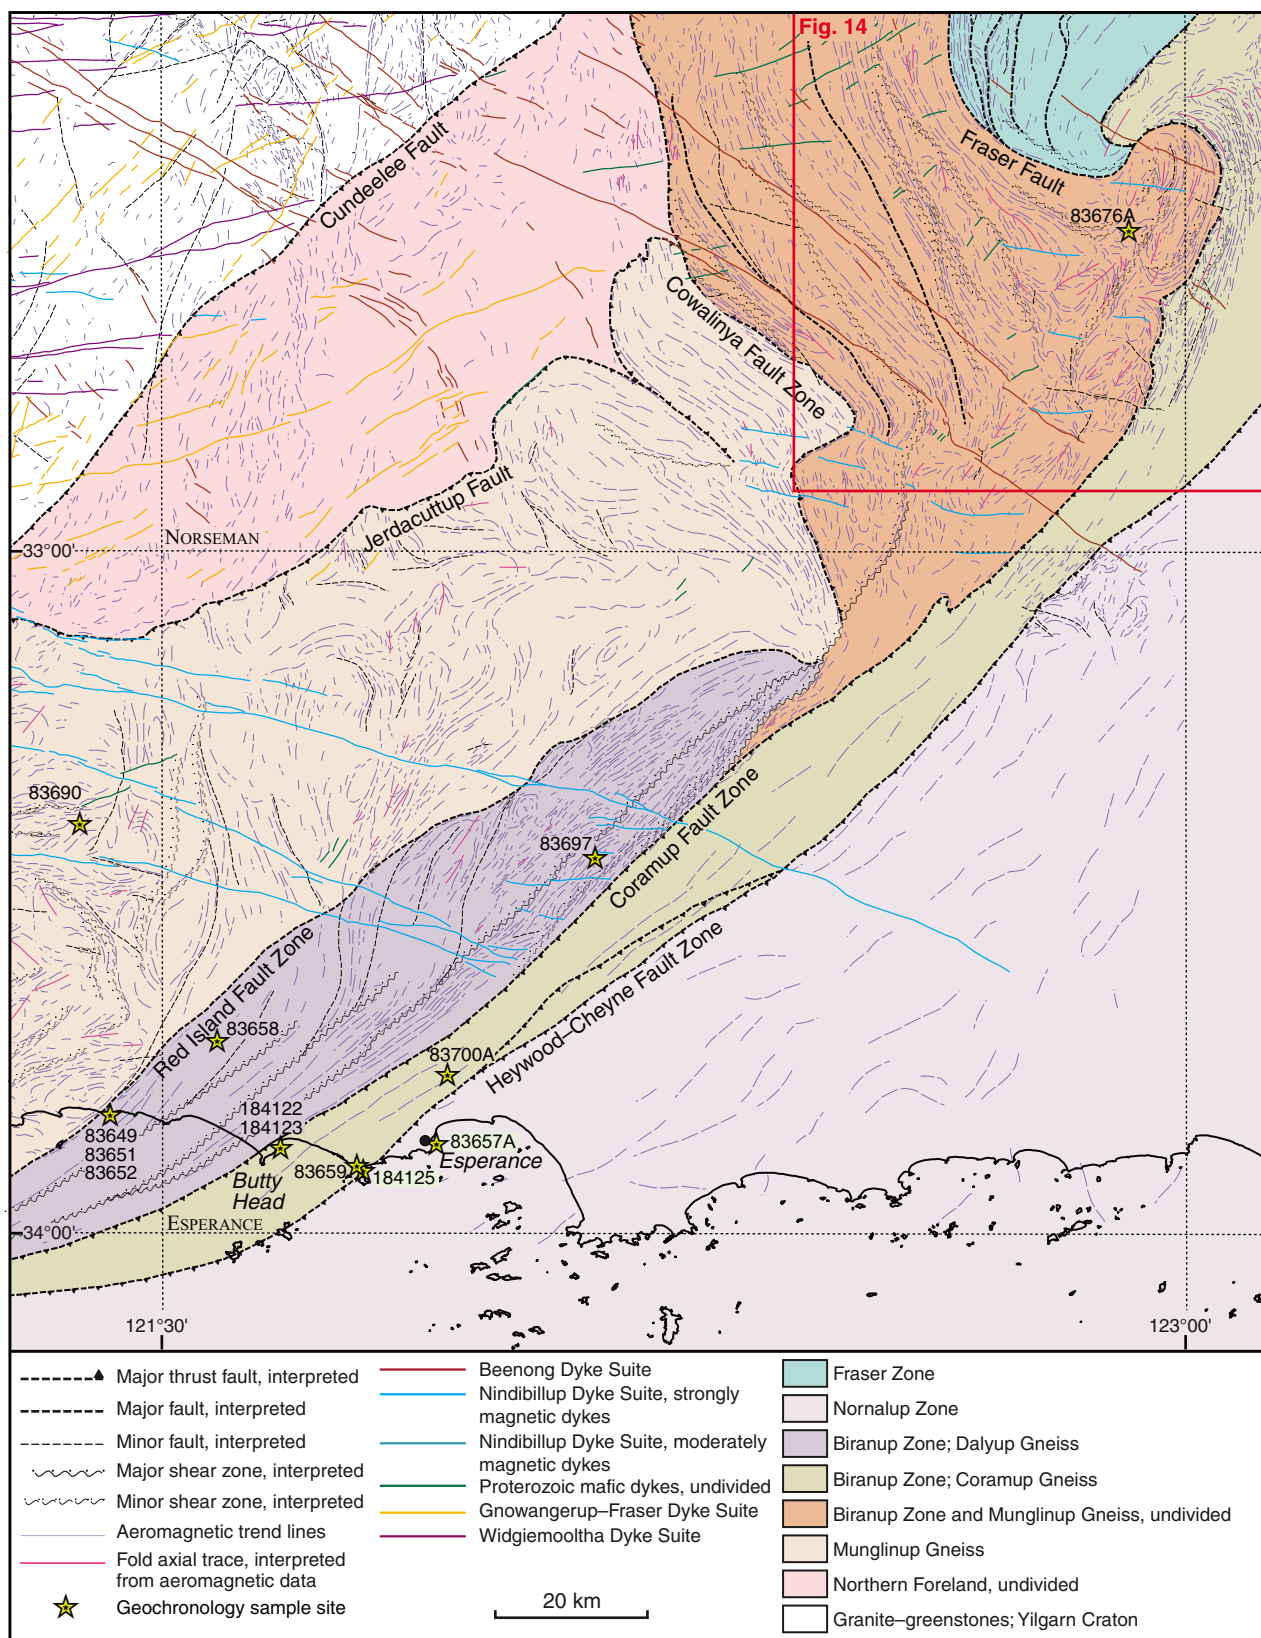 Fig. 14
Cundeelee Fault
Fraser Fault
83676A
Cowalinya Fault Zone
Jerdacuttup Fault
33°00'
NORSEMAN
83690
83697
Coramup Fault Zone
Red Island Fault Zone
83658
83700A
Heywood–Cheyne Fault Zone
184122
184123
83649
83651
83652
83659
184125
83657A
Esperance
Butty
Head
ESPERANCE
34°00'
121°30'
123°00'
Major thrust fault, interpreted
Major fault, interpreted
Minor fault, interpreted
Major shear zone, interpreted
Minor shear zone, interpreted
Aeromagnetic trend lines
Fold axial trace, interpreted
from aeromagnetic data
Geochronology sample site
Beenong Dyke Suite
Nindibillup Dyke Suite, strongly
magnetic dykes
Nindibillup Dyke Suite, moderately
magnetic dykes
Proterozoic mafic dykes, undivided
Gnowangerup–Fraser Dyke Suite
Widgiemooltha Dyke Suite
20 km
Fraser Zone
Nornalup Zone
Biranup Zone; Dalyup Gneiss
Biranup Zone; Coramup Gneiss
Biranup Zone and Munglinup Gneiss, undivided
Munglinup Gneiss
Northern Foreland, undivided
Granite–greenstones; Yilgarn Craton